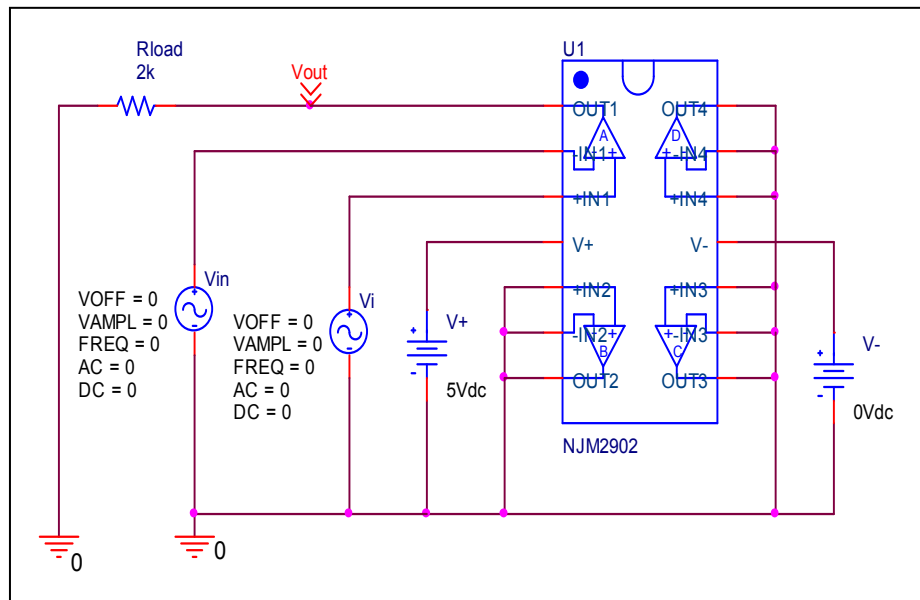 Rload
2k
Vout
U1
OUT1
OUT4
A
D
-IN1
+
+
-IN4
+IN1
+IN4
V+
V-
+IN2
+IN3
-IN2
+
+
-IN3
B
C
OUT2
OUT3
NJM2902
+
-
Vin
VOFF = 0
VAMPL = 0
FREQ = 0
AC = 0
DC = 0
+
-
Vi
VOFF = 0
VAMPL = 0
FREQ = 0
AC = 0
DC = 0
V+
+
-
5Vdc
V-
+
-
0Vdc
0
0